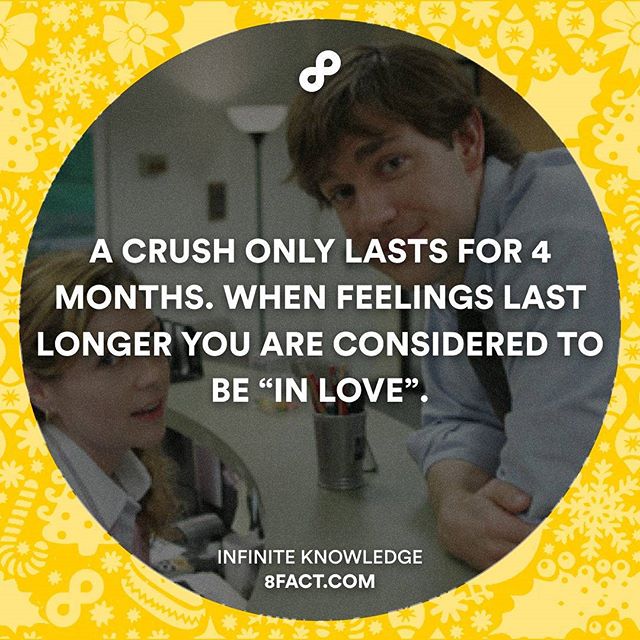 A CRUSH ONLY LASTS FOR 4
MONTHS. WHEN FEELINGS LAST
LONGER YOU ARE CONSIDERED TO
BE “IN LOVE”.
INFINITE KNOWLEDGE
8FACT.COM